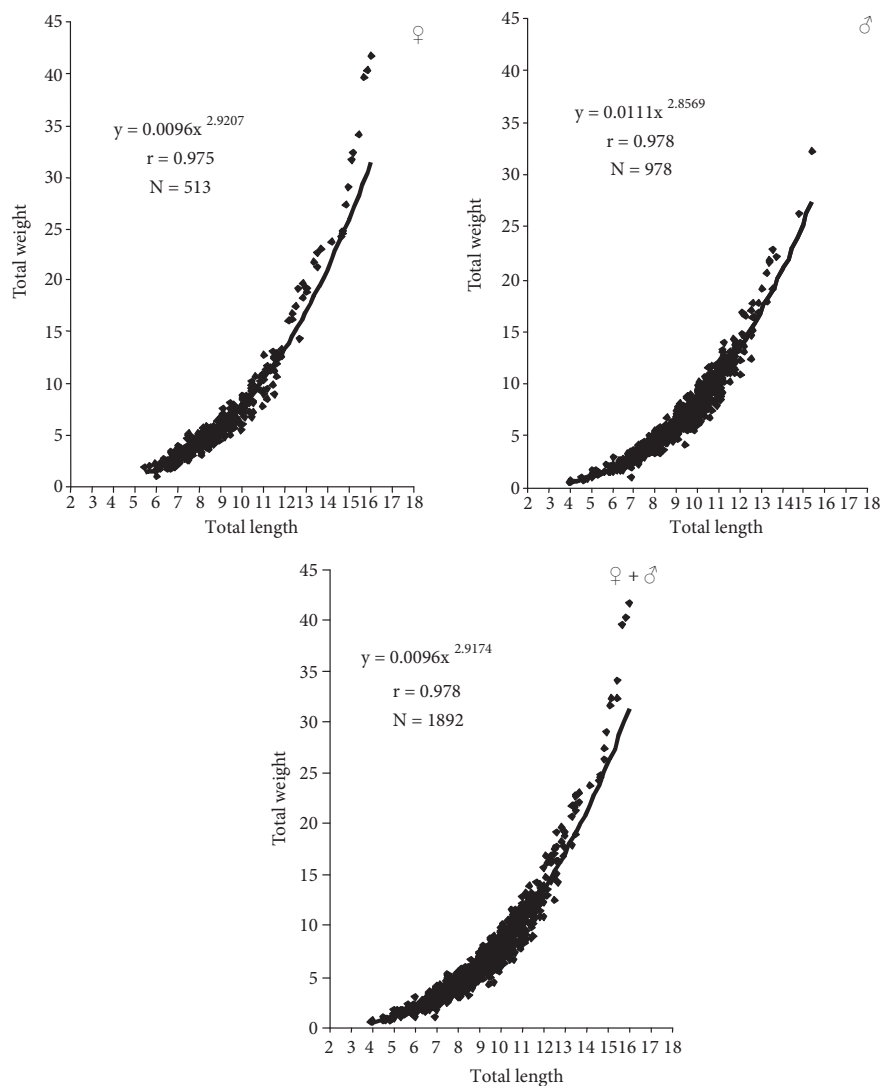 ♀
45
40
35
30
25
20
15
10
5
0
Total weight
y = 0.0096x 2.9207
r = 0.975
N = 513
2 3 4 5 6 7 8 9 10 11 12 13 14 15 16 17 18
Total length
♂
45
40
35
30
25
20
15
10
5
0
Total weight
y = 0.0111x 2.8569
r = 0.978
N = 978
2 3 4 5 6 7 8 9 10 11 12 13 14 15 16 17 18
Total length
♀ + ♂
45
40
35
30
25
20
15
10
5
0
Total weight
y = 0.0096x 2.9174
r = 0.978
N = 1892
2 3 4 5 6 7 8 9 10 11 12 13 14 15 16 17 18
Total length